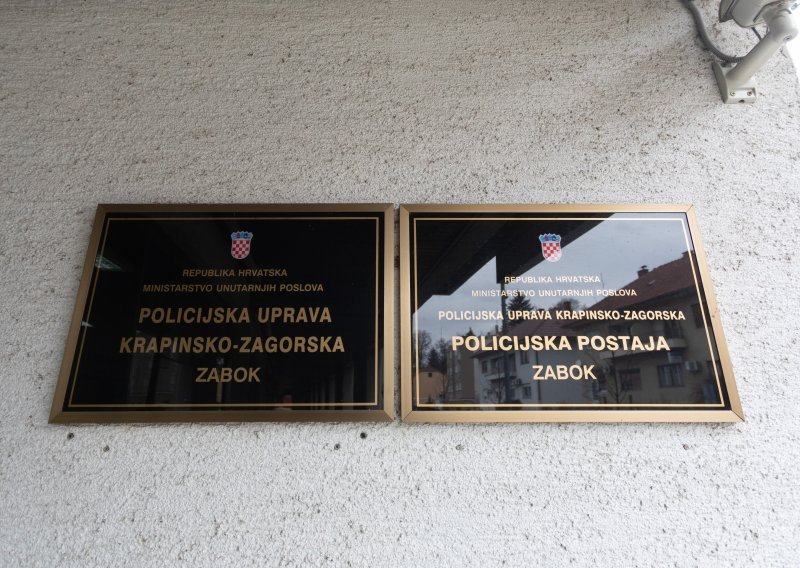 REPUBLIKA HRVATSKA
MINISTARSTVO UNUTARNJIH POSLOVA
POLICIJSKA UPRAVA
KRAPINSKO-ZAGORSKA
ZABOK
REPUBLIKA HRVATSKA
MINISTARSTVO UNUTARNJIH POSLOVA
POLICIJSKA UPRAVA KRAPINSKO-ZAGORSKA
POLICIJSKA POSTAJA
ZABOK